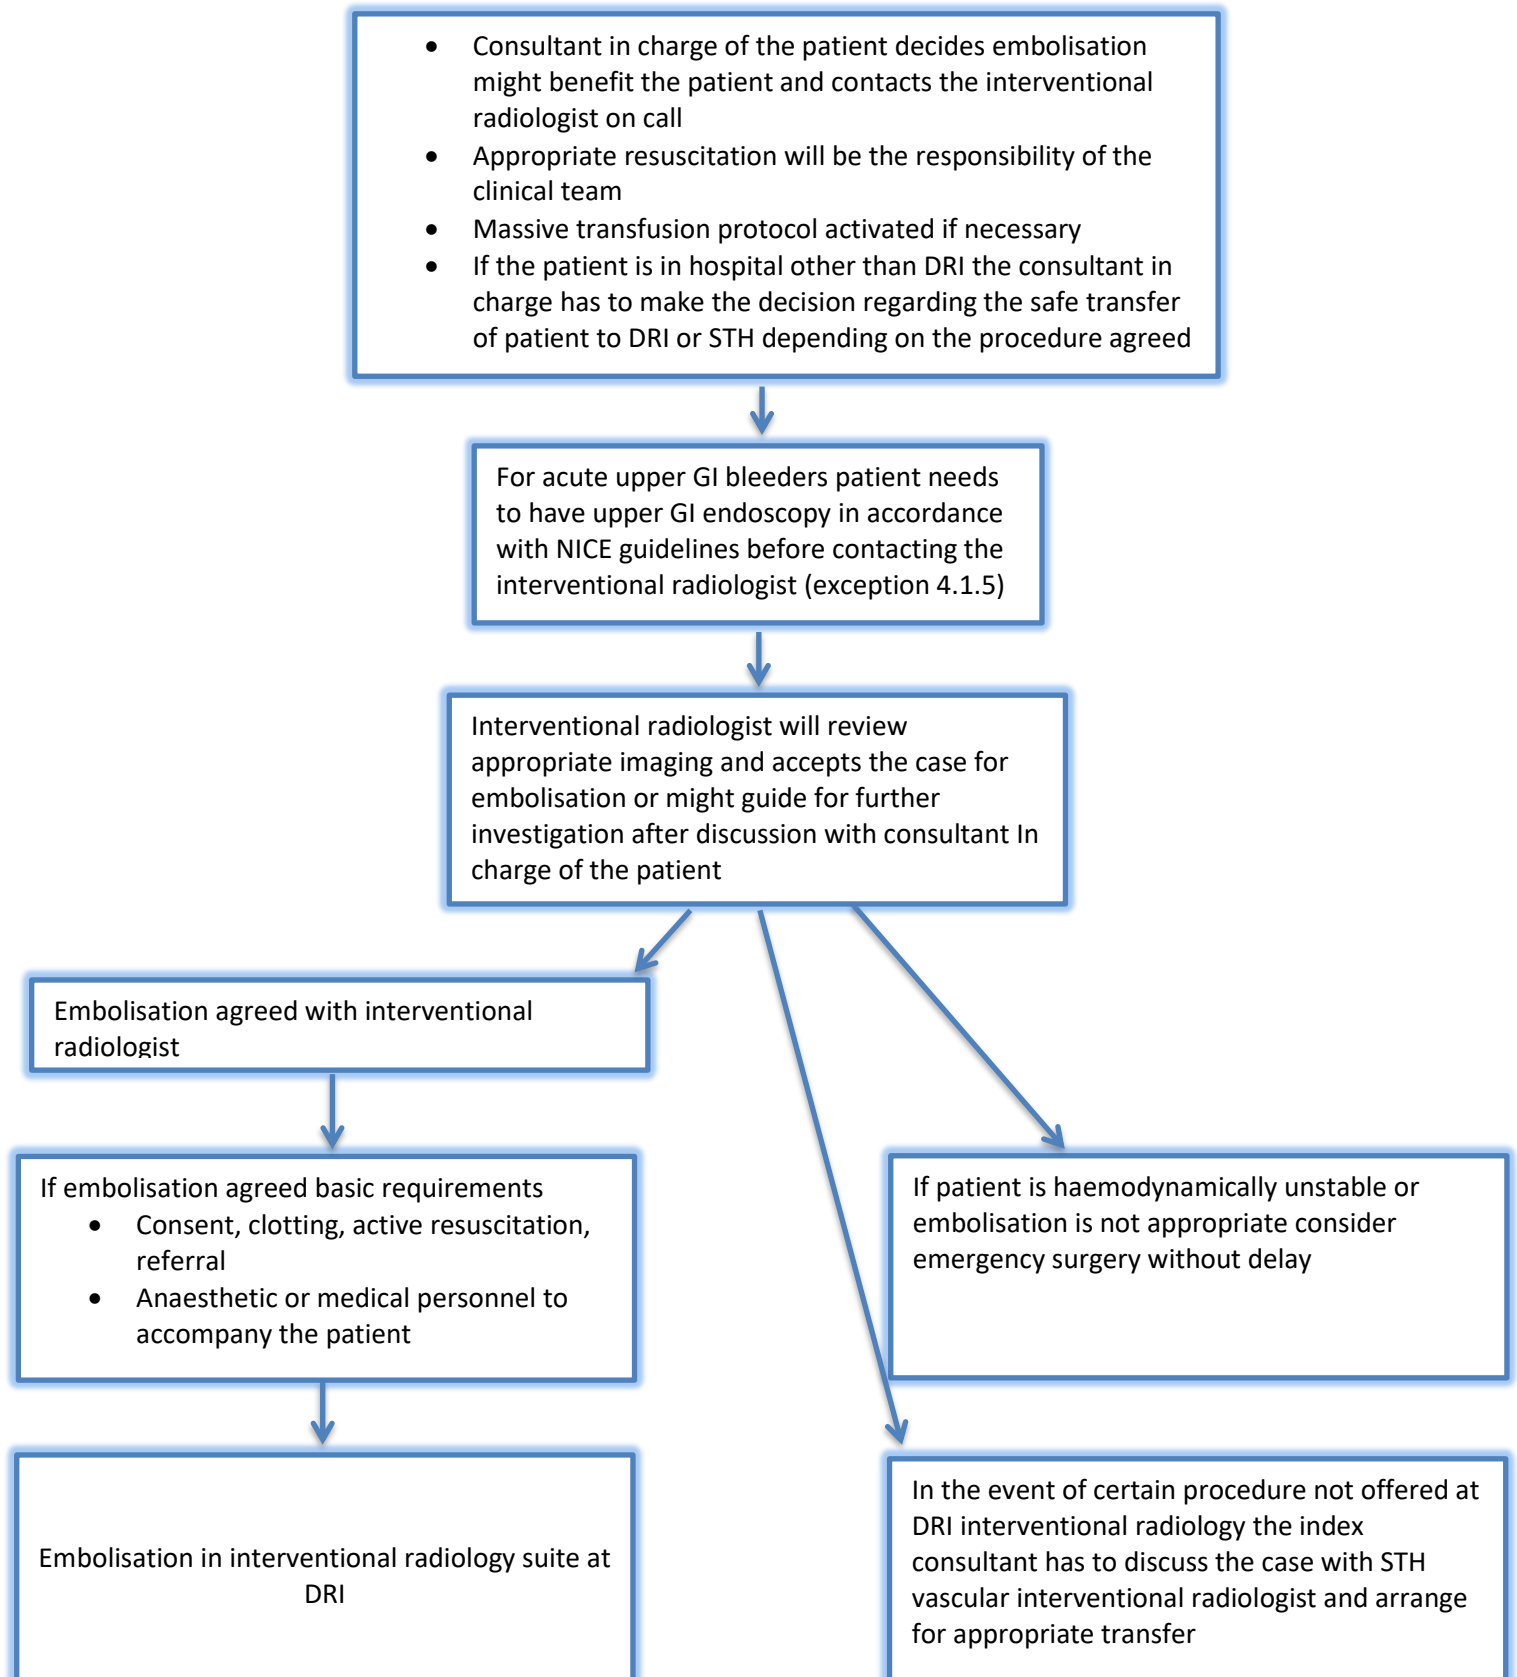 • Consultant in charge of the patient decides embolisation
might benefit the patient and contacts the interventional
radiologist on call
• Appropriate resuscitation will be the responsibility of the
clinical team
• Massive transfusion protocol activated if necessary
• If the patient is in hospital other than DRI the consultant in
charge has to make the decision regarding the safe transfer
of patient to DRI or STH depending on the procedure agreed
For acute upper GI bleeders patient needs
to have upper GI endoscopy in accordance
with NICE guidelines before contacting the
interventional radiologist (exception 4.1.5)
Interventional radiologist will review
appropriate imaging and accepts the case for
embolisation or might guide for further
investigation after discussion with consultant In
charge of the patient
Embolisation agreed with interventional
radiologist
If embolisation agreed basic requirements
• Consent, clotting, active resuscitation,
referral
• Anaesthetic or medical personnel to
accompany the patient
If patient is haemodynamically unstable or
embolisation is not appropriate consider
emergency surgery without delay
Embolisation in interventional radiology suite at
DRI
In the event of certain procedure not offered at
DRI interventional radiology the index
consultant has to discuss the case with STH
vascular interventional radiologist and arrange
for appropriate transfer